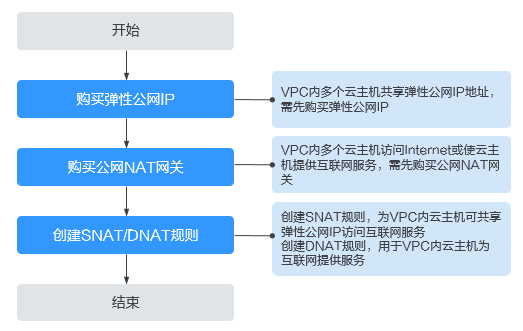 开始
购买弹性公网IP
VPC内多个云主机共享弹性公网IP地址，
需先购买弹性公网IP
购买公网NAT网关
VPC内多个云主机访问Internet或使云主
机提供互联网服务，需先购买公网NAT网
关
创建SNAT/DNAT规则
创建SNAT规则，为VPC内云主机可共享
弹性公网IP访问互联网服务
创建DNAT规则，用于VPC内云主机为
互联网提供服务
结束